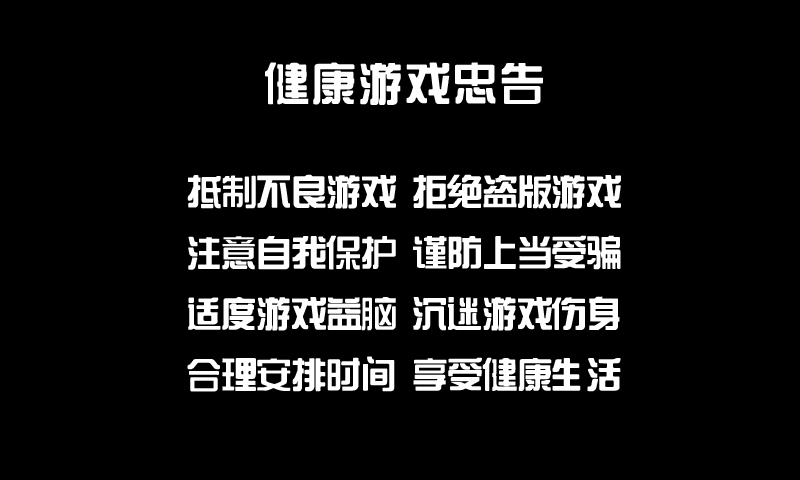 健康游戏忠告
抵制不良游戏 拒绝盗版游戏
注意自我保护 谨防上当受骗
适度游戏益脑 沉迷游戏伤身
合理安排时间 享受健康生活